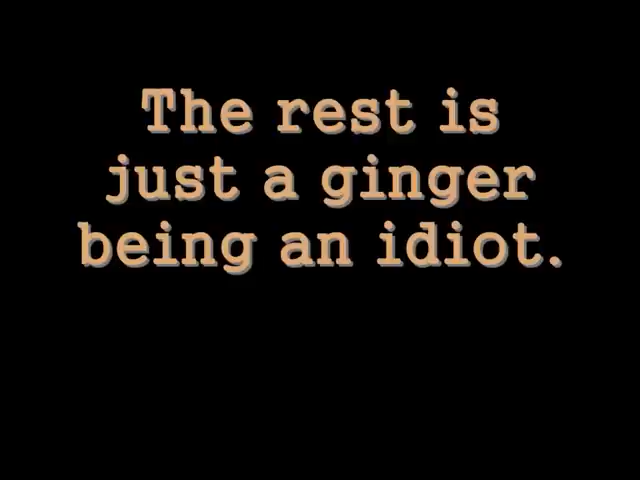 The rest is
just a ginger
being an idiot.